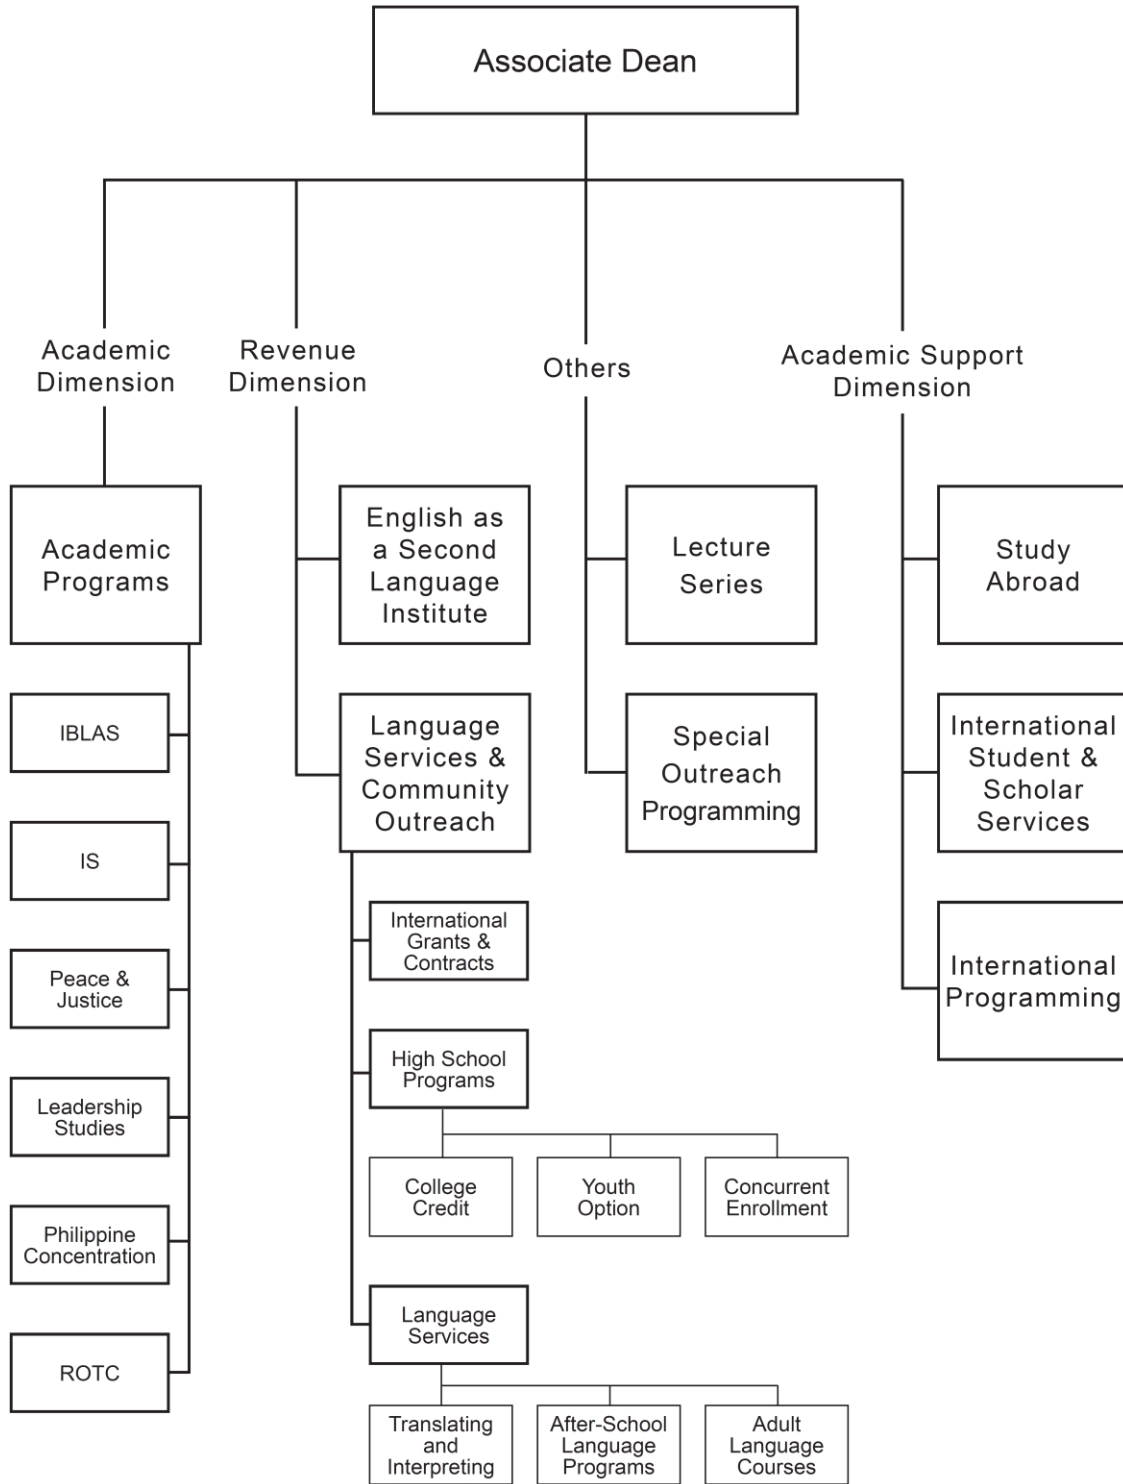 Associate Dean
Academic
Dimension
Revenue
Dimension
Others
Academic Support
Dimension
Academic
Programs
English as
a Second
Language
Institute
Lecture
Series
Study
Abroad
IBLAS
Language
Services &
Community
Outreach
Special
Outreach
Programming
International
Student &
Scholar
Services
IS
International
Grants &
Contracts
International
Programming
Peace &
Justice
High School
Programs
Leadership
Studies
College
Credit
Youth
Option
Concurrent
Enrollment
Philippine
Concentration
Language
Services
ROTC
Translating
and
Interpreting
After-School
Language
Programs
Adult
Language
Courses